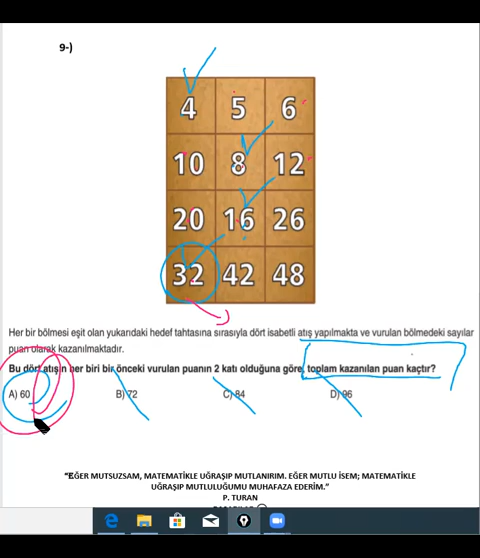 9-)
4 5 6
10 8 12
20 16 26
32 42 48
Her bir bölmesi eşit olan yukarıdaki hedef tahtasına sırasıyla dört isabetli atış yapılmakta ve vurulan bölmedeki sayılar
puan olarak kazanılmaktadır.
Bu dört atışın her biri bir önceki vurulan puanın 2 katı olduğuna göre, toplam kazanılan puan kaçtır?
A) 60 B) 72 C) 84 D) 96
“EĞER MUTSUZSAM, MATEMATİKLE UĞRAŞIP MUTLANIRIM. EĞER MUTLU İSEM; MATEMATİKLE
UĞRAŞIP MUTLULUĞUMU MUHAFAZA EDERİM.”
P. TURAN